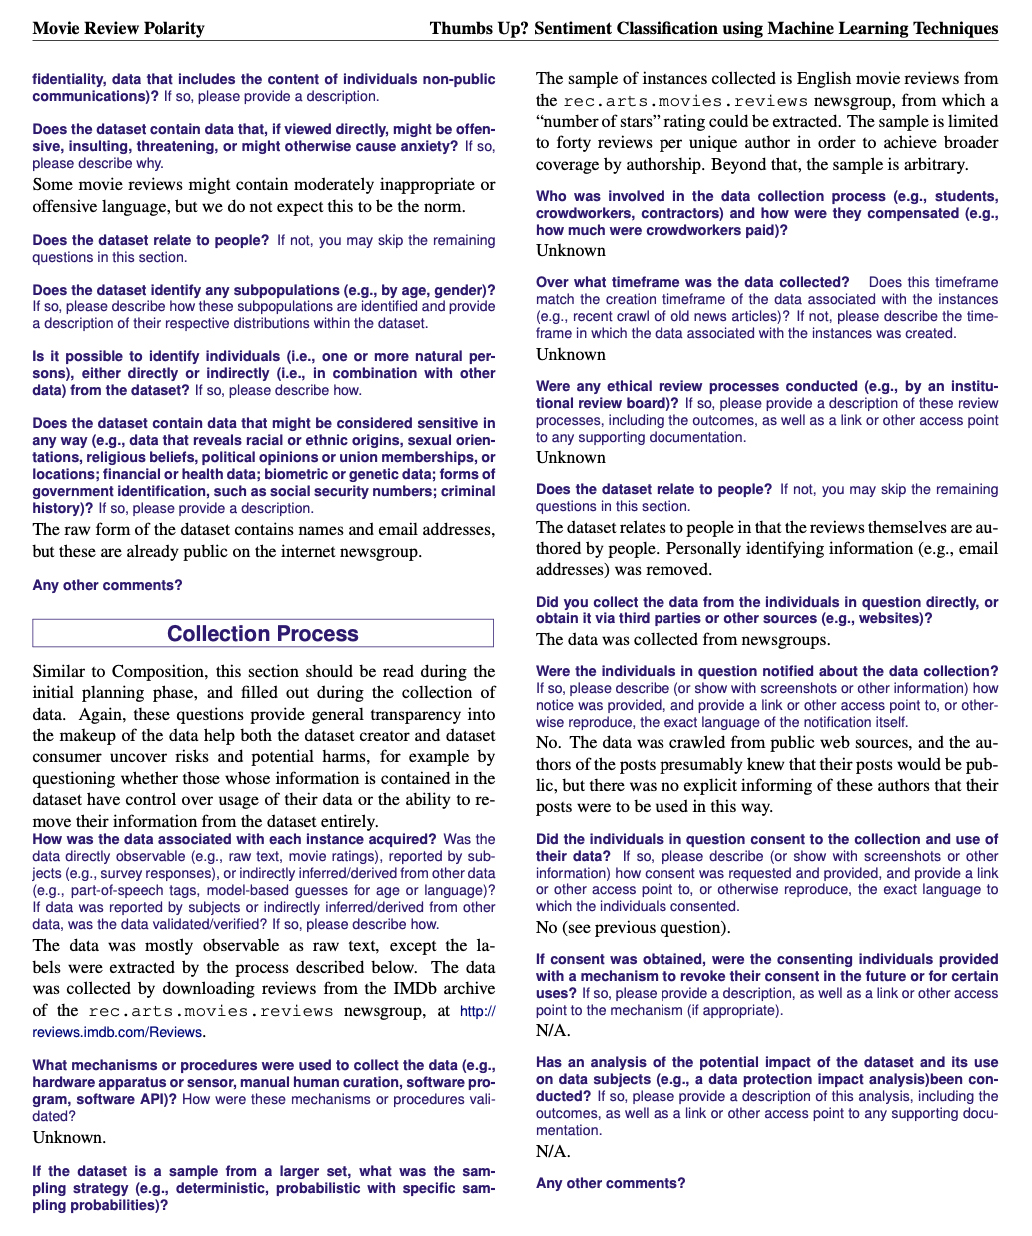 Movie Review Polarity
Thumbs Up? Sentiment Classification using Machine Learning Techniques
fidentiality, data that includes the content of individuals non-public
communications)? If so, please provide a description.
Does the dataset contain data that, if viewed directly, might be offen-
sive, insulting, threatening, or might otherwise cause anxiety? If so,
please describe why.
Some movie reviews might contain moderately inappropriate or
offensive language, but we do not expect this to be the norm.
Does the dataset relate to people? If not, you may skip the remaining
questions in this section.
Does the dataset identify any subpopulations (e.g., by age, gender)?
If so, please describe how these subpopulations are identified and provide
a description of their respective distributions within the dataset.
Is it possible to identify individuals (i.e., one or more natural per-
sons), either directly or indirectly (i.e., in combination with other
data) from the dataset? If so, please describe how.
Does the dataset contain data that might be considered sensitive in
any way (e.g., data that reveals racial or ethnic origins, sexual orien-
tations, religious beliefs, political opinions or union memberships, or
locations; financial or health data; biometric or genetic data; forms of
government identification, such as social security numbers; criminal
history)? If so, please provide a description.
The raw form of the dataset contains names and email addresses,
but these are already public on the internet newsgroup.
Any other comments?
Collection Process
Similar to Composition, this section should be read during the
initial planning phase, and filled out during the collection of
data. Again, these questions provide general transparency into
the makeup of the data help both the dataset creator and dataset
consumer uncover risks and potential harms, for example by
questioning whether those whose information is contained in the
dataset have control over usage of their data or the ability to re-
move their information from the dataset entirely.
How was the data associated with each instance acquired? Was the
data directly observable (e.g., raw text, movie ratings), reported by sub-
jects (e.g., survey responses), or indirectly inferred/derived from other data
(e.g., part-of-speech tags, model-based guesses for age or language)?
If data was reported by subjects or indirectly inferred/derived from other
data, was the data validated/verified? If so, please describe how.
The data was mostly observable as raw text, except the la-
bels were extracted by the process described below. The data
was collected by downloading reviews from the IMDb archive
of the rec.arts.movies.reviews newsgroup, at http://
reviews.imdb.com/Reviews.
What mechanisms or procedures were used to collect the data (e.g.,
hardware apparatus or sensor, manual human curation, software pro-
gram, software API)? How were these mechanisms or procedures vali-
dated?
Unknown.
If the dataset is a sample from a larger set, what was the sam-
pling strategy (e.g., deterministic, probabilistic with specific sam-
pling probabilities)?
The sample of instances collected is English movie reviews from
the rec.arts.movies.reviews newsgroup, from which a
“number of stars” rating could be extracted. The sample is limited
to forty reviews per unique author in order to achieve broader
coverage by authorship. Beyond that, the sample is arbitrary.
Who was involved in the data collection process (e.g., students,
crowdworkers, contractors) and how were they compensated (e.g.,
how much were crowdworkers paid)?
Unknown
Over what timeframe was the data collected? Does this timeframe
match the creation timeframe of the data associated with the instances
(e.g., recent crawl of old news articles)? If not, please describe the time-
frame in which the data associated with the instances was created.
Unknown
Were any ethical review processes conducted (e.g., by an institu-
tional review board)? If so, please provide a description of these review
processes, including the outcomes, as well as a link or other access point
to any supporting documentation.
Unknown
Does the dataset relate to people? If not, you may skip the remaining
questions in this section.
The dataset relates to people in that the reviews themselves are au-
thored by people. Personally identifying information (e.g., email
addresses) was removed.
Did you collect the data from the individuals in question directly, or
obtain it via third parties or other sources (e.g., websites)?
The data was collected from newsgroups.
Were the individuals in question notified about the data collection?
If so, please describe (or show with screenshots or other information) how
notice was provided, and provide a link or other access point to, or other-
wise reproduce, the exact language of the notification itself.
No. The data was crawled from public web sources, and the au-
thors of the posts presumably knew that their posts would be pub-
lic, but there was no explicit informing of these authors that their
posts were to be used in this way.
Did the individuals in question consent to the collection and use of
their data? If so, please describe (or show with screenshots or other
information) how consent was requested and provided, and provide a link
or other access point to, or otherwise reproduce, the exact language to
which the individuals consented.
No (see previous question).
If consent was obtained, were the consenting individuals provided
with a mechanism to revoke their consent in the future or for certain
uses? If so, please provide a description, as well as a link or other access
point to the mechanism (if appropriate).
N/A.
Has an analysis of the potential impact of the dataset and its use
on data subjects (e.g., a data protection impact analysis)been con-
ducted? If so, please provide a description of this analysis, including the
outcomes, as well as a link or other access point to any supporting docu-
mentation.
N/A.
Any other comments?